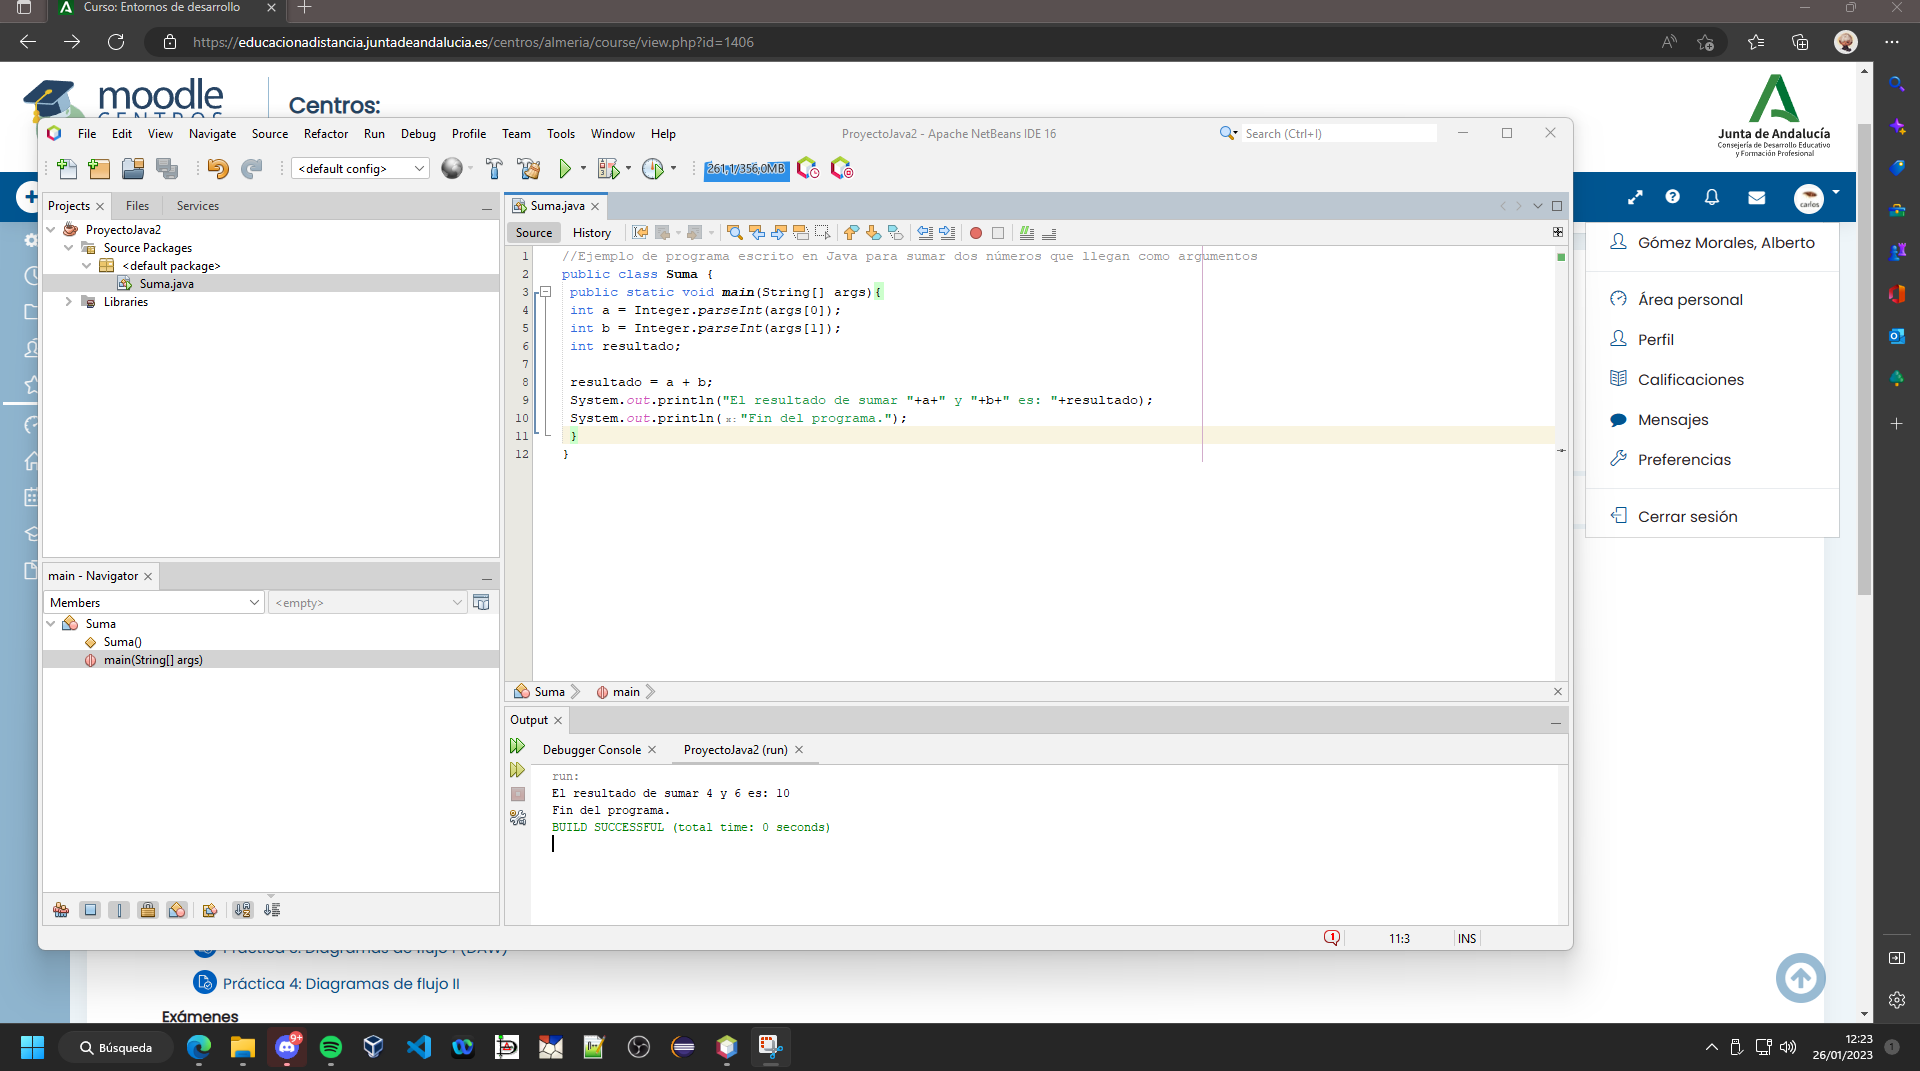 Curso: Entornos de desarrollo
https://educacionadistancia.juntadeandalucia.es/centros/almeria/course/view.php?id=1406
moodle
CENTROS
Centros:
Junta de Andalucía
Consejería de Desarrollo Educativo
y Formación Profesional
File Edit View Navigate Source Refactor Run Debug Profile Team Tools Window Help
ProyectoJava2 - Apache NetBeans IDE 16
Search (Ctrl+I)
<default config>
261,1/356,0MB
Projects
Files
Services
ProyectoJava2
Source Packages
<default package>
Suma.java
Libraries
Suma.java
Source
History
1 //Ejemplo de programa escrito en Java para sumar dos números que llegan como argumentos
2 public class Suma {
3 public static void main(String[] args){
4 int a = Integer.parseInt(args[0]);
5 int b = Integer.parseInt(args[1]);
6 int resultado;
7
8 resultado = a + b;
9 System.out.println("El resultado de sumar "+a+" y "+b+" es: "+resultado);
10 System.out.println(x: "Fin del programa.");
11 }
12 }
Suma
main
main - Navigator
Members
<empty>
Suma
Suma()
main(String[] args)
Output
Debugger Console
ProyectoJava2 (run)
run:
El resultado de sumar 4 y 6 es: 10
Fin del programa.
BUILD SUCCESSFUL (total time: 0 seconds)
11:3
INS
carlos
Gómez Morales, Alberto
Área personal
Perfil
Calificaciones
Mensajes
Preferencias
Cerrar sesión
Práctica 3: Diagramas de flujo I (DAW)
Práctica 4: Diagramas de flujo II
Exámenes
Búsqueda
9+
12:23
26/01/2023
1